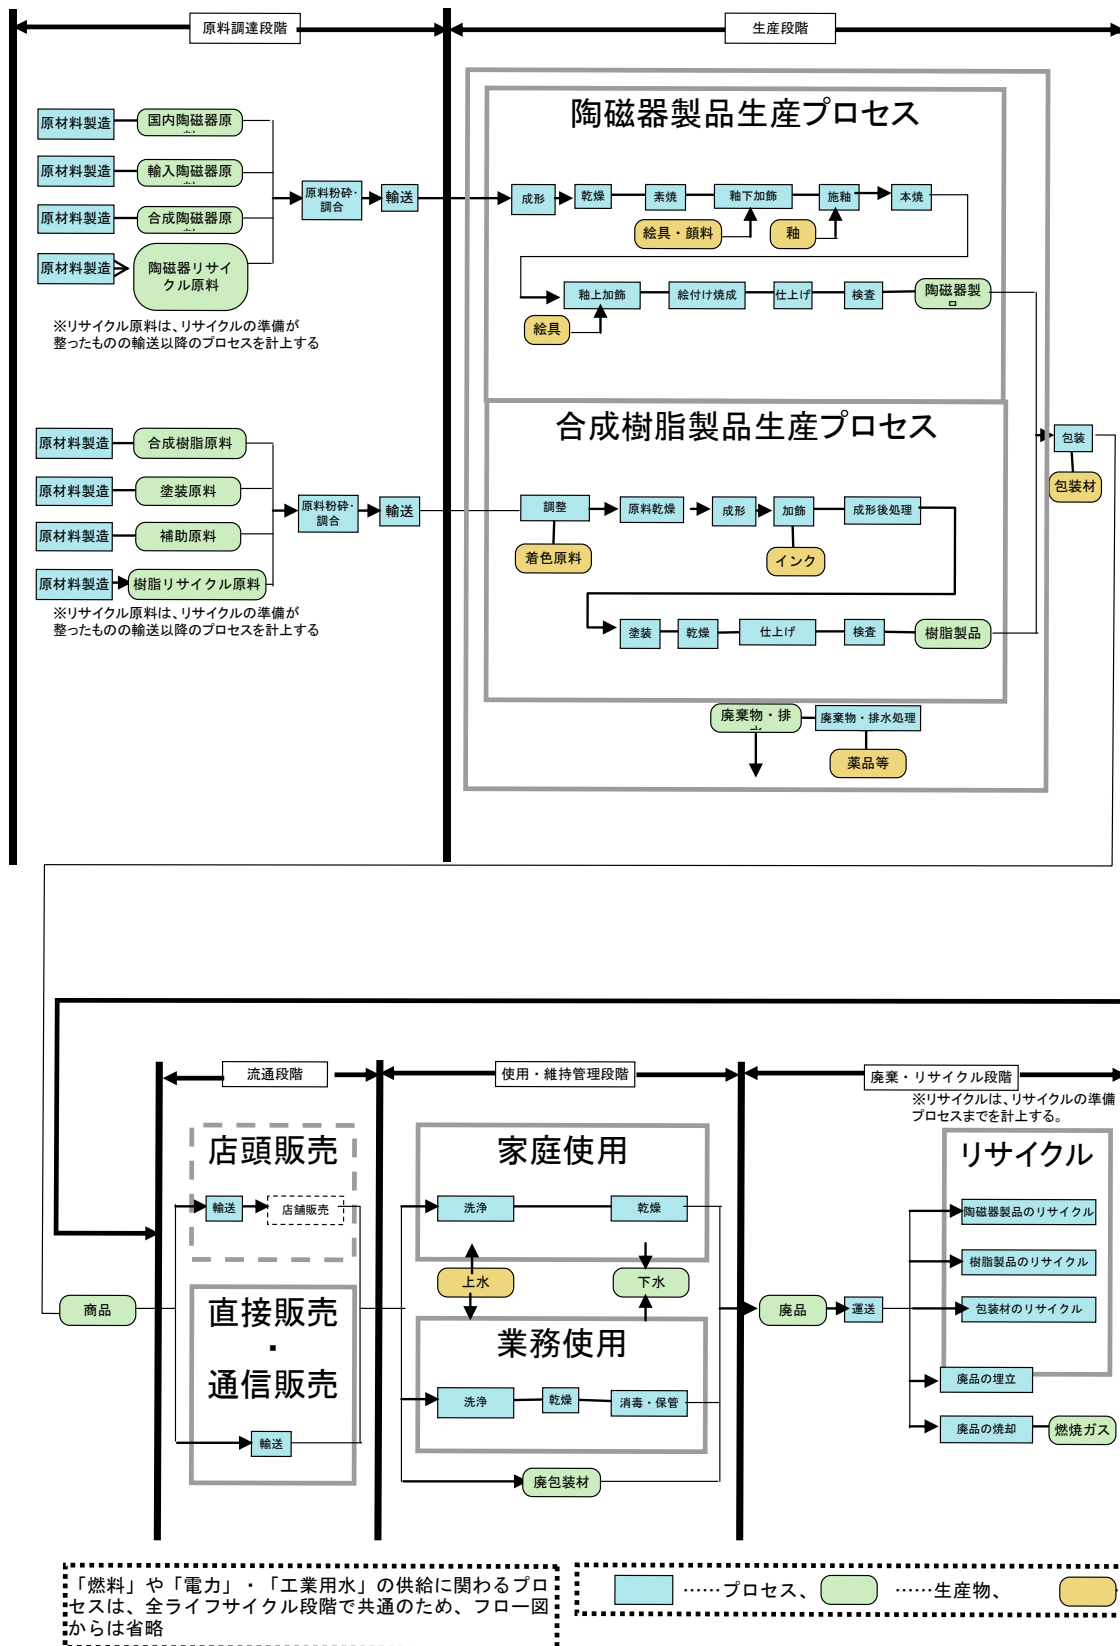 原料調達段階
生産段階
陶磁器製品生産プロセス
原材料製造
国内陶磁器原
原材料製造
輸入陶磁器原
原材料製造
合成陶磁器原
原材料製造
陶磁器リサイ
クル原料
原料粉砕・
調合
輸送
※リサイクル原料は、リサイクルの準備が
整ったものの輸送以降のプロセスを計上する
成形
乾燥
素焼
釉下加飾
施釉
本焼
絵具・顔料
釉
釉上加飾
絵付け焼成
仕上げ
検査
陶磁器製
絵具
合成樹脂製品生産プロセス
原材料製造
合成樹脂原料
原材料製造
塗装原料
原材料製造
補助原料
原材料製造
樹脂リサイクル原料
原料粉砕・
調合
輸送
※リサイクル原料は、リサイクルの準備が
整ったものの輸送以降のプロセスを計上する
調整
原料乾燥
成形
加飾
成形後処理
着色原料
インク
塗装
乾燥
仕上げ
検査
樹脂製品
包装
包装材
廃棄物・排
廃棄物・排水処理
薬品等
流通段階
使用・維持管理段階
廃棄・リサイクル段階
※リサイクルは、リサイクルの準備
プロセスまでを計上する。
店頭販売
輸送
店舗販売
商品
直接販売
・
通信販売
輸送
家庭使用
洗浄
乾燥
上水
下水
業務使用
洗浄
乾燥
消毒・保管
廃包装材
廃品
運送
リサイクル
陶磁器製品のリサイクル
樹脂製品のリサイクル
包装材のリサイクル
廃品の埋立
廃品の焼却
燃焼ガス
「燃料」や「電力」・「工業用水」の供給に関わるプロ
セスは、全ライフサイクル段階で共通のため、フロー図
からは省略
……プロセス、
……生産物、